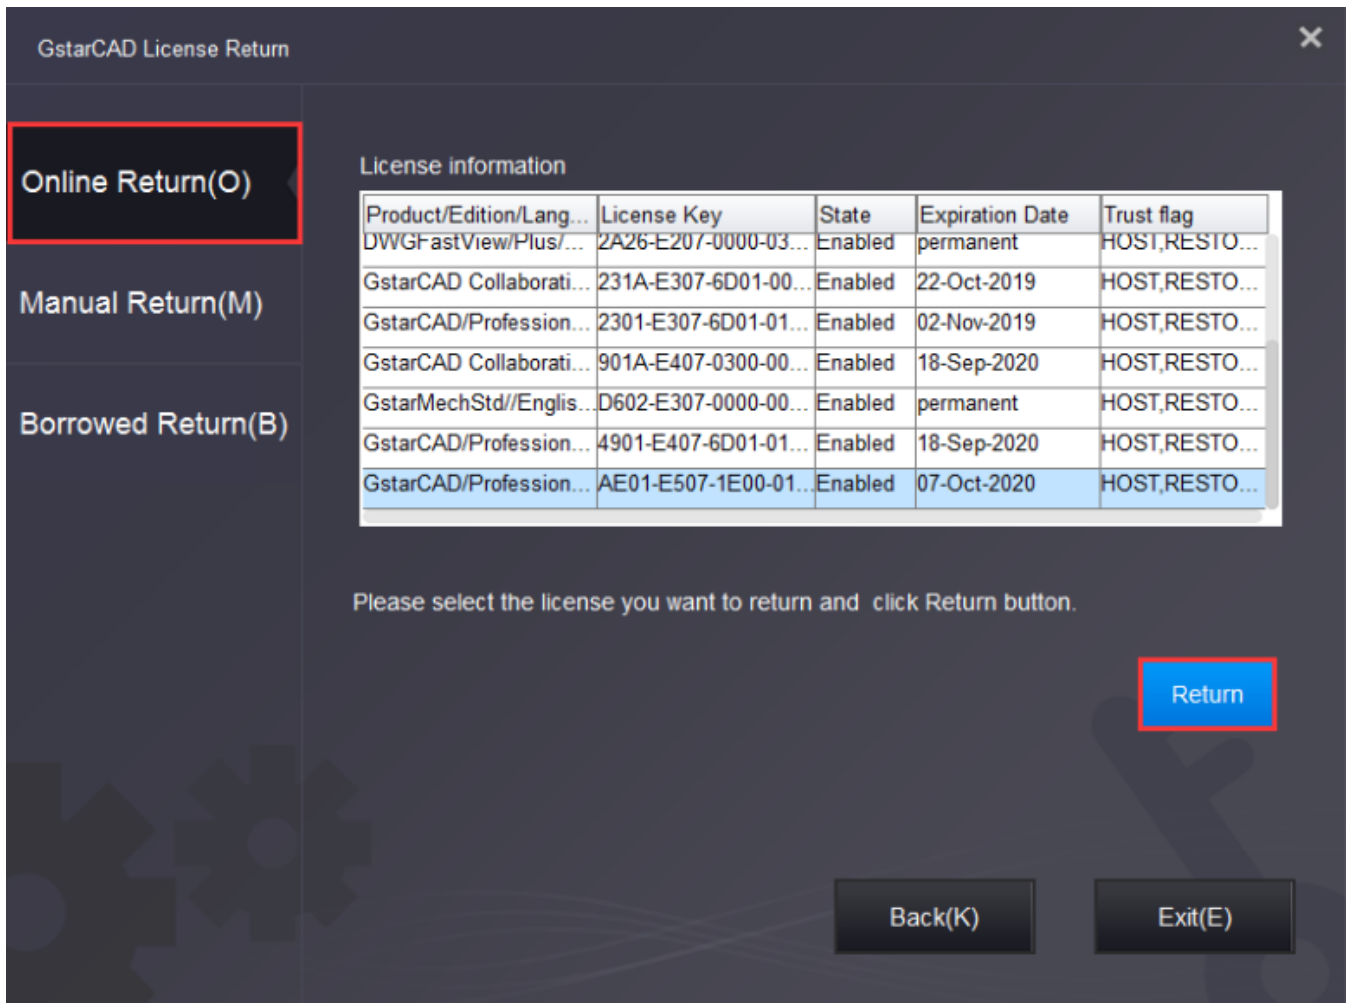 GstarCAD License Return
Online Return(O)
Manual Return(M)
Borrowed Return(B)
License information
Product/Edition/Lang... License Key State Expiration Date Trust flag
DWGFastView/Plus/... 2A26-E207-0000-03... Enabled permanent HOST,RESTO...
GstarCAD Collaborati... 231A-E307-6D01-00... Enabled 22-Oct-2019 HOST,RESTO...
GstarCAD/Profession... 2301-E307-6D01-01... Enabled 02-Nov-2019 HOST,RESTO...
GstarCAD Collaborati... 901A-E407-0300-00... Enabled 18-Sep-2020 HOST,RESTO...
GstarMechStd//Englis... D602-E307-0000-00... Enabled permanent HOST,RESTO...
GstarCAD/Profession... 4901-E407-6D01-01... Enabled 18-Sep-2020 HOST,RESTO...
GstarCAD/Profession... AE01-E507-1E00-01... Enabled 07-Oct-2020 HOST,RESTO...
Please select the license you want to return and click Return button.
Return
Back(K) Exit(E)